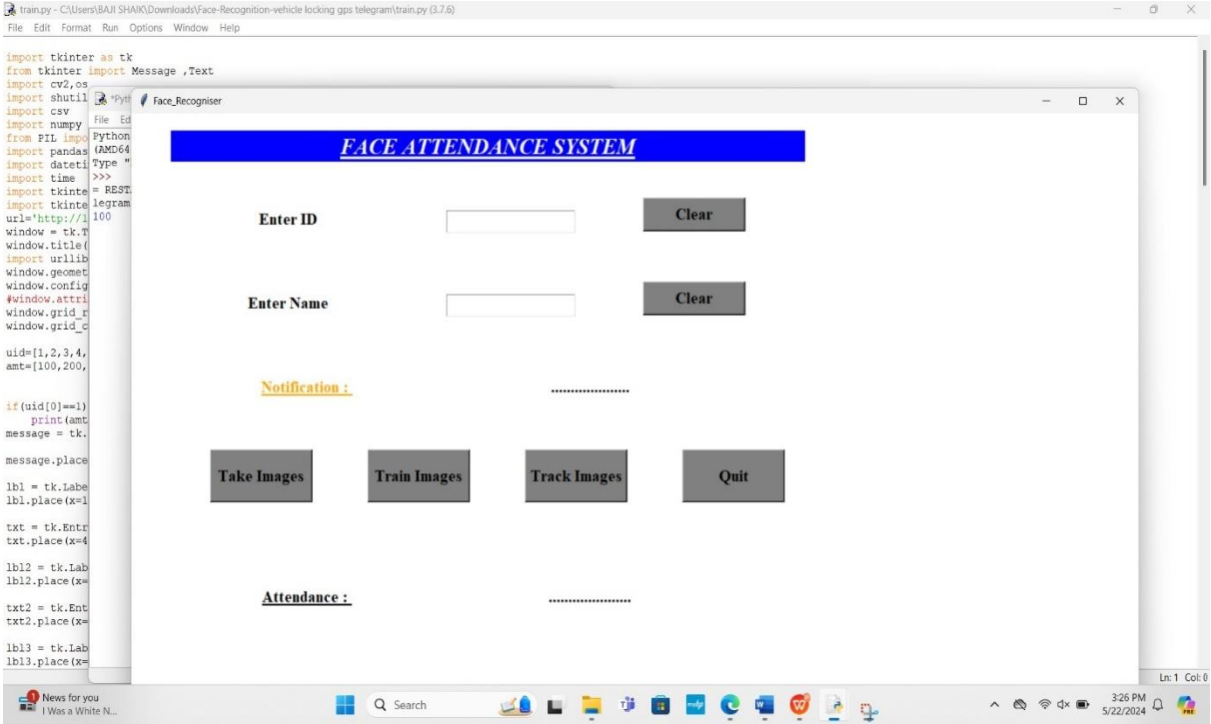 train.py - C:\Users\BAJI SHAIK\Downloads\Face-Recognition-vehicle locking gps telegram\train.py (3.7.6)
File Edit Format Run Options Window Help
import tkinter as tk
from tkinter import Message ,Text
import cv2,os
import shutil
import csv
import numpy
from PIL impo
import pandas
import dateti
import time
import tkinte
import tkinte
url='http://1
window = tk.T
window.title(
import urllib
window.geomet
window.config
#window.attri
window.grid_r
window.grid_c
uid=[1,2,3,4,
amt=[100,200,
if(uid[0]==1)
print(amt
message = tk.
message.place
lbl = tk.Labe
lbl.place(x=1
txt = tk.Entr
txt.place(x=4
lbl2 = tk.Lab
lbl2.place(x=
txt2 = tk.Ent
txt2.place(x=
lbl3 = tk.Lab
lbl3.place(x=
*Pyth
File Ed
Python
(AMD64
Type "
>>>
= REST
legram
100
Face_Recogniser
FACE ATTENDANCE SYSTEM
Enter ID Clear
Enter Name Clear
Notification : ....................
Take Images Train Images Track Images Quit
Attendance : .....................
Ln: 1 Col: 0
1
News for you
I Was a White N...
Search
3:26 PM
5/22/2024
PRE